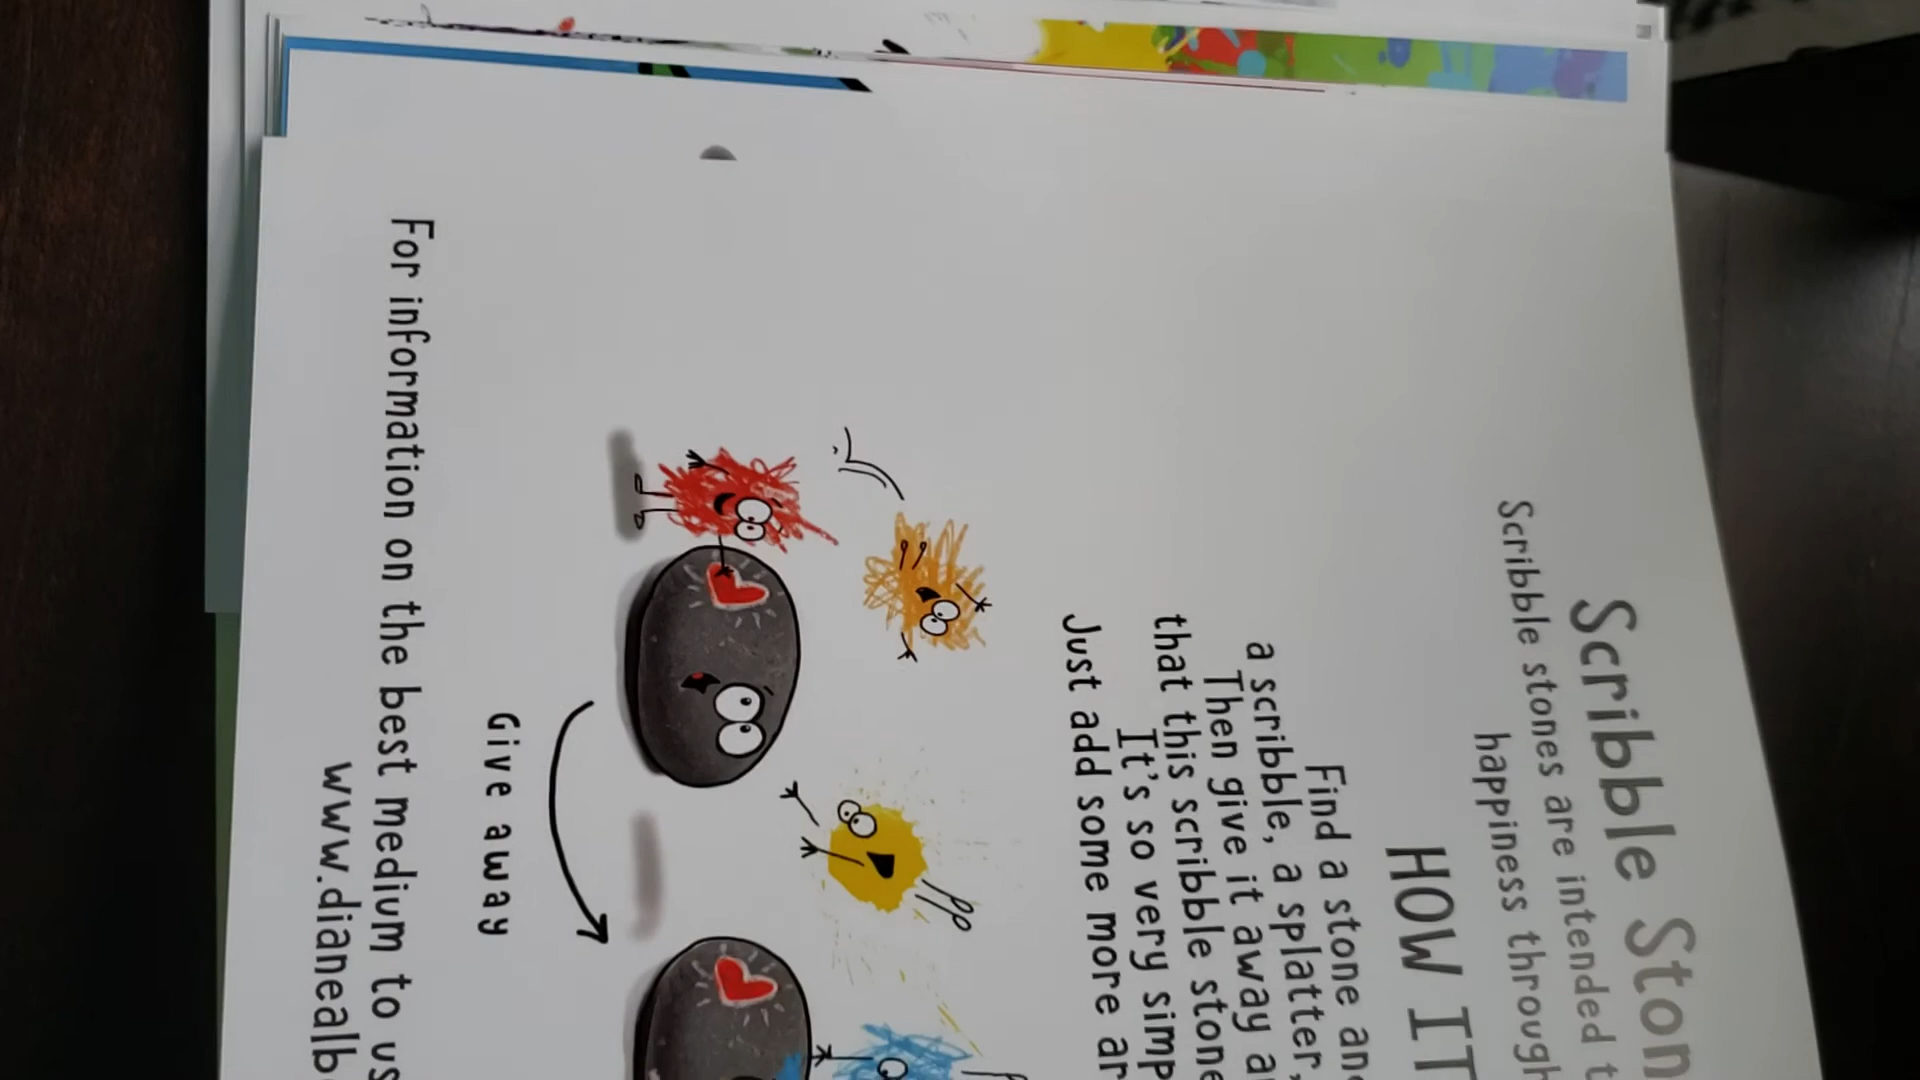 Scribble Ston
Scribble stones are intended t
happiness through
HOW IT
Find a stone and
a scribble, a splatter,
Then give it away a
that this scribble stone
It's so very simp
Just add some more ar
Give away
For information on the best medium to us
www.dianealb